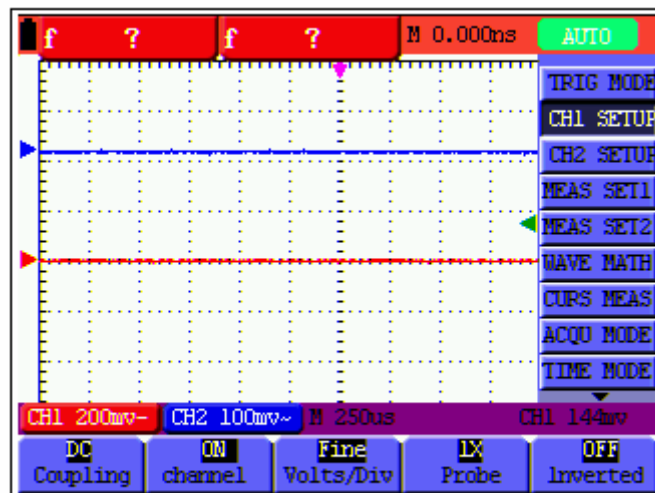 f ? f ? M 0.000ns AUTO
TRIG MODE
CH1 SETUP
CH2 SETUP
MEAS SET1
MEAS SET2
WAVE MATH
CURS MEAS
ACQU MODE
TIME MODE
CH1 200mv- CH2 100mv~ M 250us CH1 144mv
DC ON Fine 1X OFF
Coupling channel Volts/Div Probe Inverted